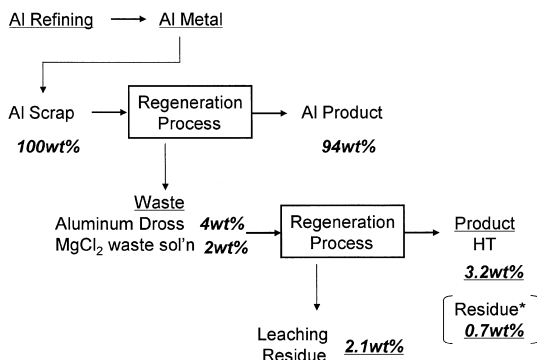 Al Refining Al Metal
Al Scrap Regeneration Process Al Product
100wt% 94wt%
Waste
Aluminum Dross 4wt%
MgCl₂ waste sol'n 2wt%
Regeneration
Process
Product
HT
3.2wt%
Residue*
0.7wt%
Leaching
Residue 2.1wt%